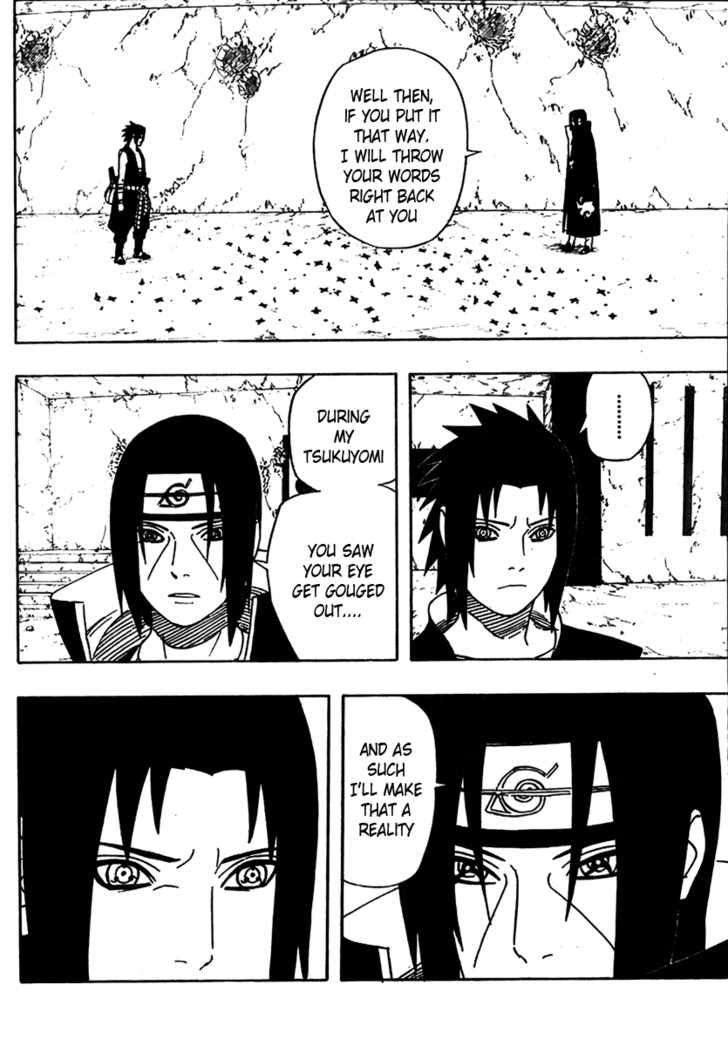 WELL THEN,
IF YOU PUT IT
THAT WAY.
I WILL THROW
YOUR WORDS
RIGHT BACK
AT YOU
.........
DURING
MY
TSUKUYOMI
YOU SAW
YOUR EYE
GET GOUGED
OUT....
AND AS
SUCH
I'LL MAKE
THAT A
REALITY